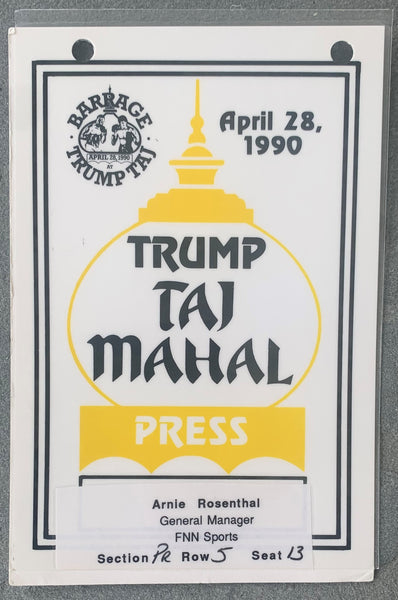 BARRAGE
APRIL 28, 1990
AT
TRUMP TAJ
April 28,
1990
TRUMP
TAJ
MAHAL
PRESS
Arnie Rosenthal
General Manager
FNN Sports
Section PR Row 5 Seat 13